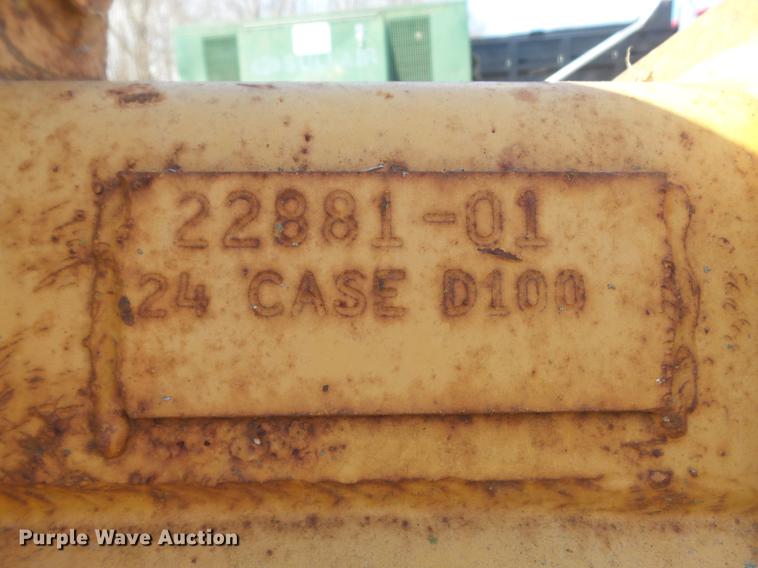 22881-01
24 CASE D100
Purple Wave Auction